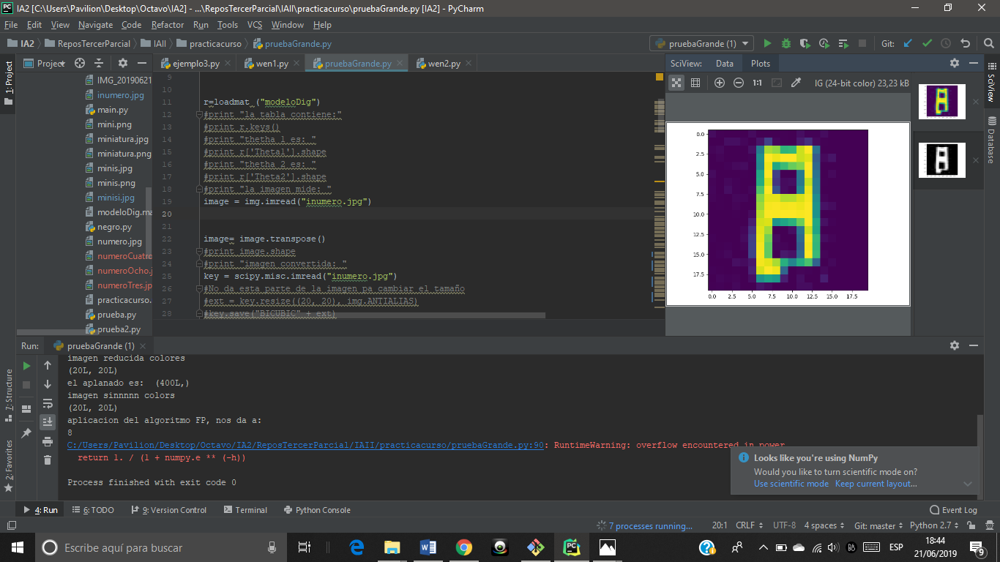 IA2 [C:\Users\Pavilion\Desktop\Octavo\IA2] - ...\ReposTercerParcial\IAII\practicacurso\pruebaGrande.py [IA2] - PyCharm
File Edit View Navigate Code Refactor Run Tools VCS Window Help
IA2 ReposTercerParcial IAII practicacurso pruebaGrande.py pruebaGrande (1) Git:
1: Project
Project
ejemplo3.py wen1.py pruebaGrande.py wen2.py
SciView: Data Plots
IG (24-bit color) 23,23 kB
SciView
Database
IMG_20190621
inumero.jpg
main.py
mini.png
miniatura.jpg
miniatura.png
minis.jpg
minis.png
minisi.jpg
modeloDig.ma
negro.py
numero.jpg
numeroCuatro
numeroOcho.j
numeroTres.jp
practicacurso.
prueba.py
prueba2.py
9
10
11 r=loadmat ("modeloDig")
12 #print "la tabla contiene:"
13 #print r.keys()
14 #print "thetha 1 es: "
15 #print r['Theta1'].shape
16 #print "thetha 2 es: "
17 #print r['Theta2'].shape
18 #print "la imagen mide: "
19 image = img.imread("inumero.jpg")
20
21
22 image= image.transpose()
23 #print image.shape
24 #print "imagen convertida: "
25 key = scipy.misc.imread("inumero.jpg")
26 #No da esta parte de la imagen pa cambiar el tamaño
27 #ext = key.resize((20, 20), img.ANTIALIAS)
28 #key.save("BICUBIC" + ext)
0.0
2.5
5.0
7.5
10.0
12.5
15.0
17.5
0.0 2.5 5.0 7.5 10.0 12.5 15.0 17.5
Run: pruebaGrande (1)
imagen reducida colores
(20L, 20L)
el aplanado es:  (400L,)
imagen sinnnnn colors
(20L, 20L)
aplicacion del algoritmo FP, nos da a:
8
C:/Users/Pavilion/Desktop/Octavo/IA2/ReposTercerParcial/IAII/practicacurso/pruebaGrande.py:90: RuntimeWarning: overflow encountered in power
return 1. / (1 + numpy.e ** (-h))
Process finished with exit code 0
7: Structure
2: Favorites
Looks like you're using NumPy
Would you like to turn scientific mode on?
Use scientific mode Keep current layout...
4: Run 6: TODO 9: Version Control Terminal Python Console Event Log
7 processes running... 20:1 CRLF UTF-8 4 spaces Git: master Python 2.7
Escribe aquí para buscar
ESP
18:44
21/06/2019
9